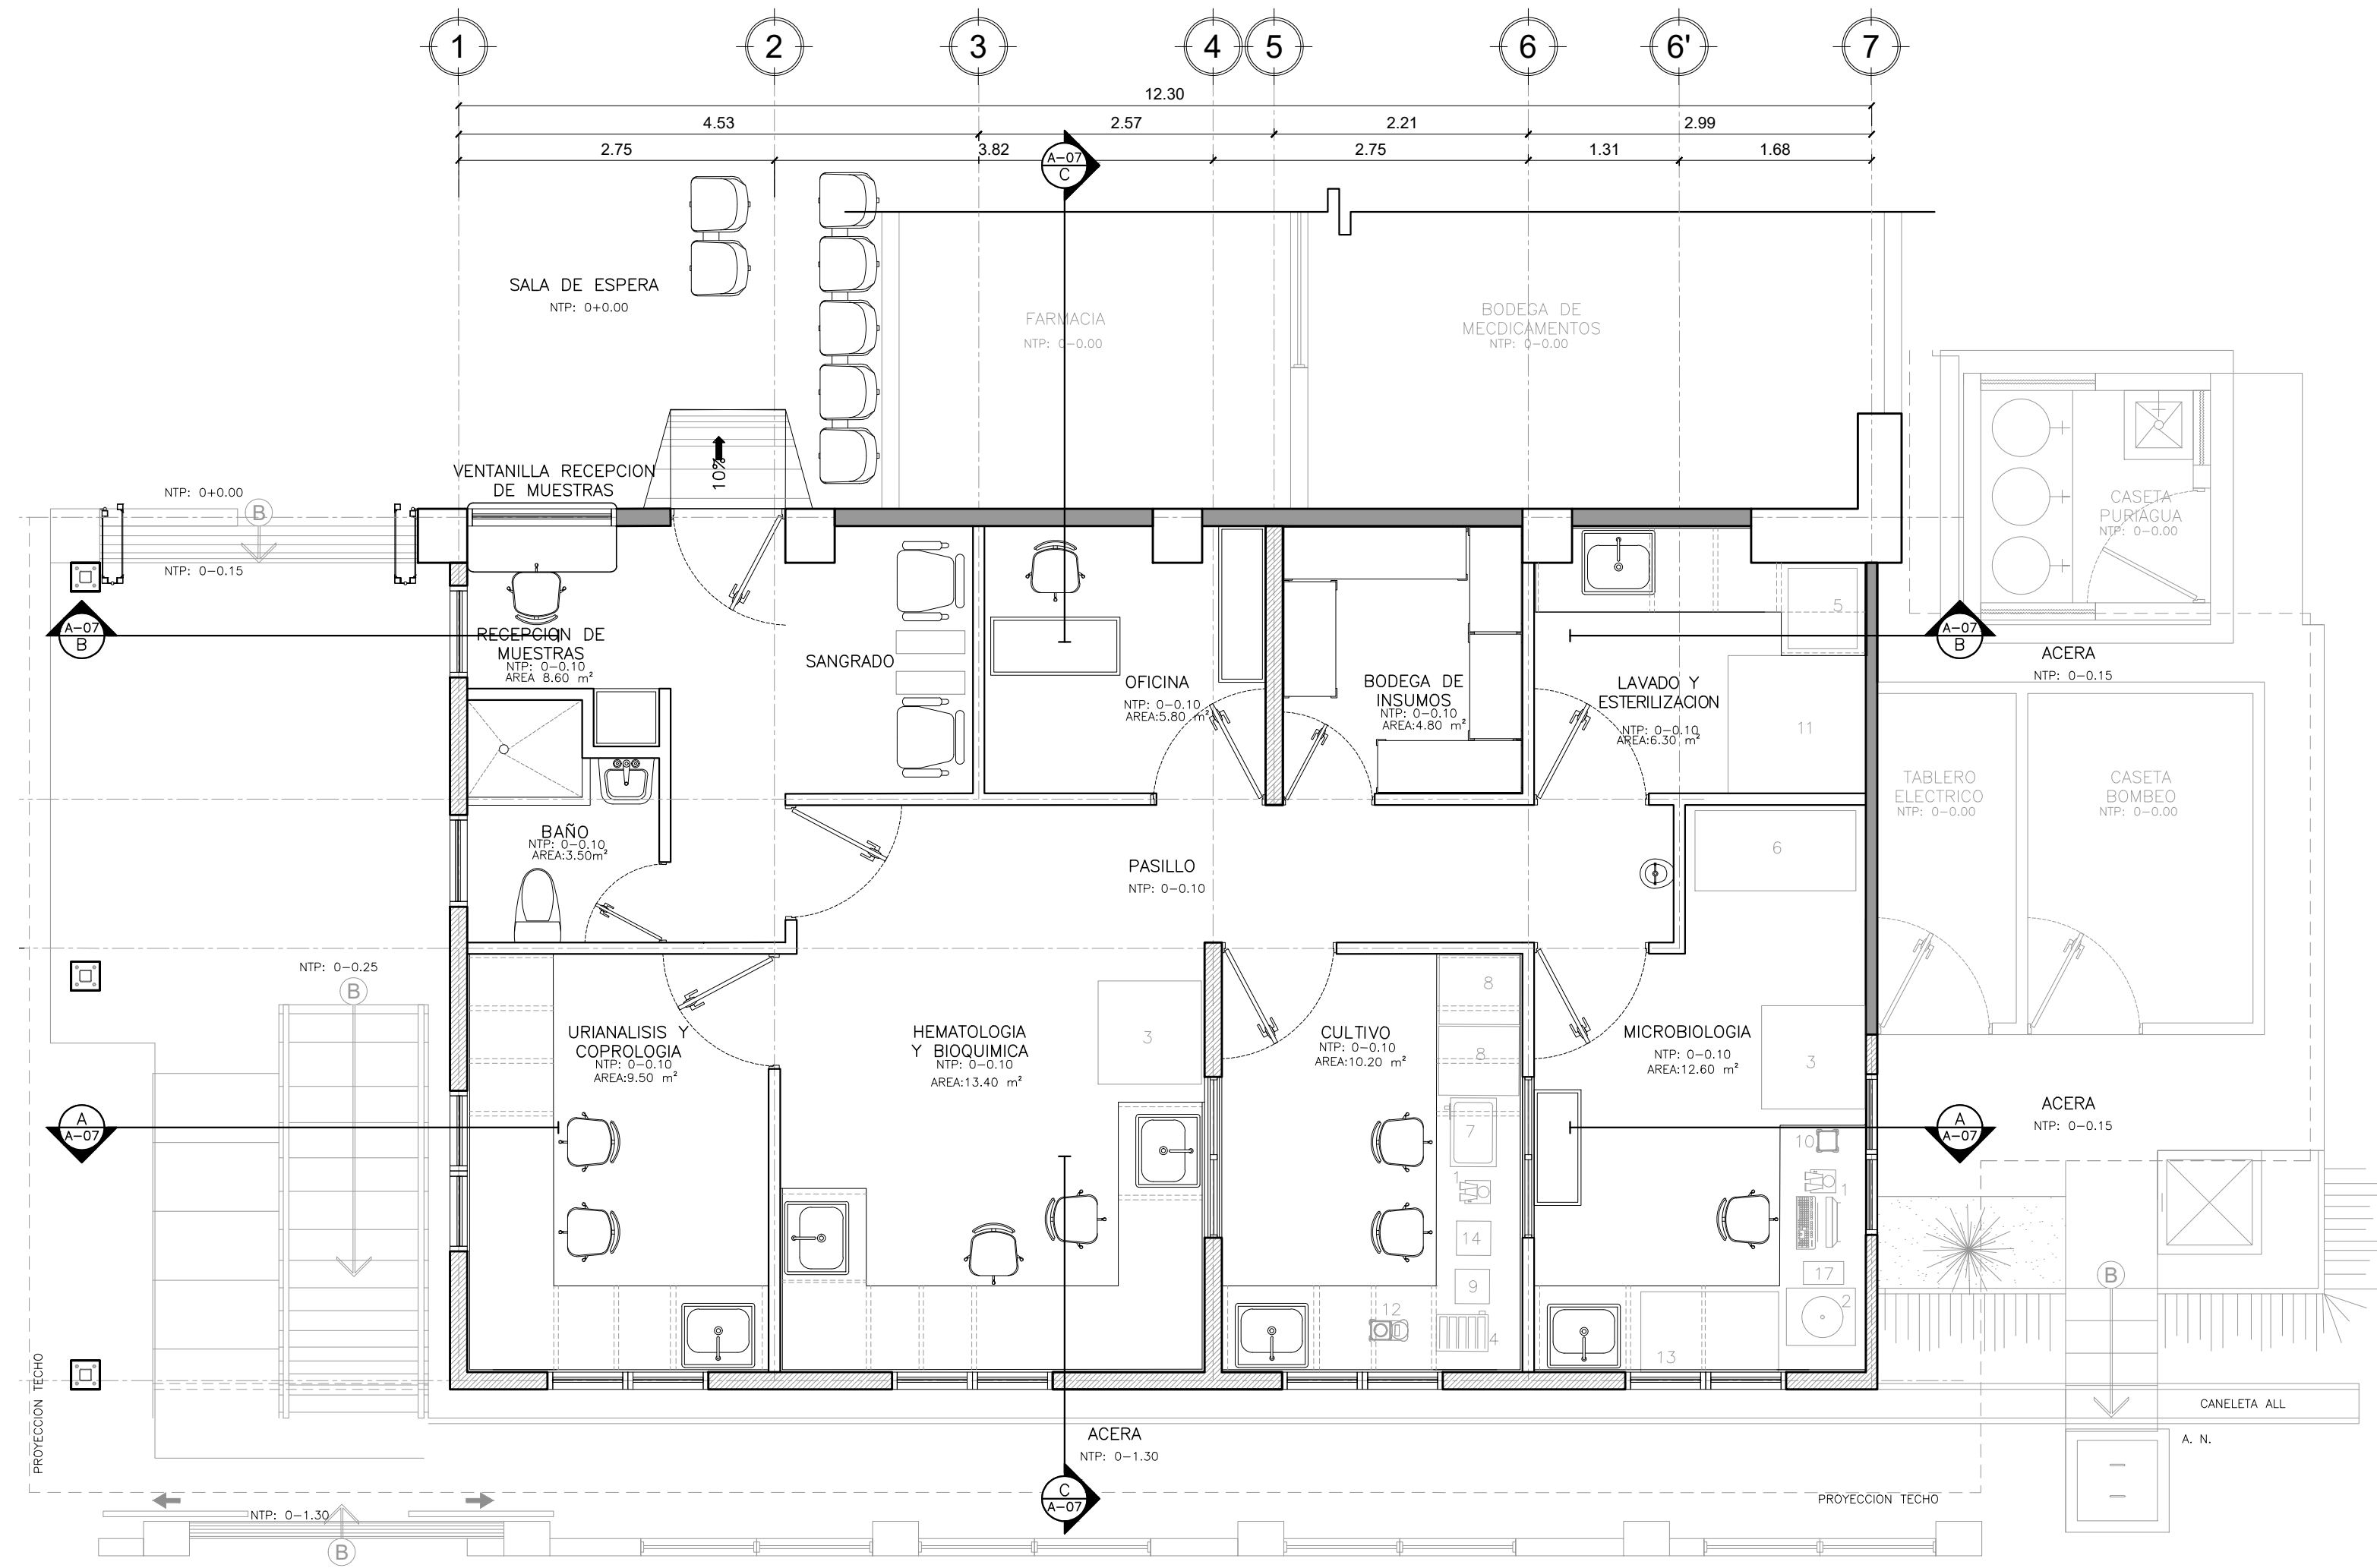 1 2 3 4 5 6 6' 7
12.30
4.53 2.57 2.21 2.99
2.75 3.82 2.75 1.31 1.68
A-07
C
SALA DE ESPERA
NTP: 0+0.00
FARMACIA
NTP: 0-0.00
BODEGA DE
MECDICAMENTOS
NTP: 0-0.00
10%
VENTANILLA RECEPCION
DE MUESTRAS
NTP: 0+0.00
B
NTP: 0-0.15
CASETA
PURIAGUA
NTP: 0-0.00
A-07
B
RECEPCION DE
MUESTRAS
NTP: 0-0.10
AREA 8.60 m²
SANGRADO
OFICINA
NTP: 0-0.10
AREA:5.80 m²
BODEGA DE
INSUMOS
NTP: 0-0.10
AREA:4.80 m²
LAVADO Y
ESTERILIZACION
NTP: 0-0.10
AREA:6.30 m²
5
11
A-07
B
ACERA
NTP: 0-0.15
TABLERO
ELECTRICO
NTP: 0-0.00
CASETA
BOMBEO
NTP: 0-0.00
BAÑO
NTP: 0-0.10
AREA:3.50m²
PASILLO
NTP: 0-0.10
6
NTP: 0-0.25
B
URIANALISIS Y
COPROLOGIA
NTP: 0-0.10
AREA:9.50 m²
HEMATOLOGIA
Y BIOQUIMICA
NTP: 0-0.10
AREA:13.40 m²
3
CULTIVO
NTP: 0-0.10
AREA:10.20 m²
8
8
7
1
14
9
12
4
MICROBIOLOGIA
NTP: 0-0.10
AREA:12.60 m²
3
10
1
17
2
13
A
A-07
A
A-07
ACERA
NTP: 0-0.15
B
CANELETA ALL
A. N.
ACERA
NTP: 0-1.30
C
A-07
PROYECCION TECHO
PROYECCION TECHO
NTP: 0-1.30
B